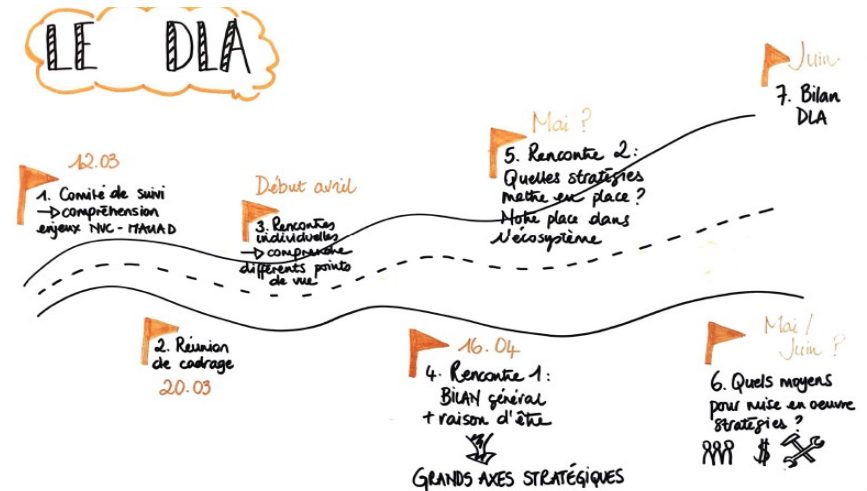 LE DLA
12.03
1. Comité de suivi
→ compréhension
enjeux NVC - MAUAD
2. Réunion
de cadrage
20.03
Début avril
3. Rencontres
individuelles
→ comprendre
différents points
de vue
16.04
4. Rencontre 1:
BILAN général
+ raison d'être
GRANDS AXES STRATÉGIQUES
Mai ?
5. Rencontre 2:
Quelles stratégies
mettre en place ?
Notre place dans
l'écosystème
Mai /
Juin ?
6. Quels moyens
pour mise en oeuvre
stratégies ?
$
Juin
7. Bilan
DLA